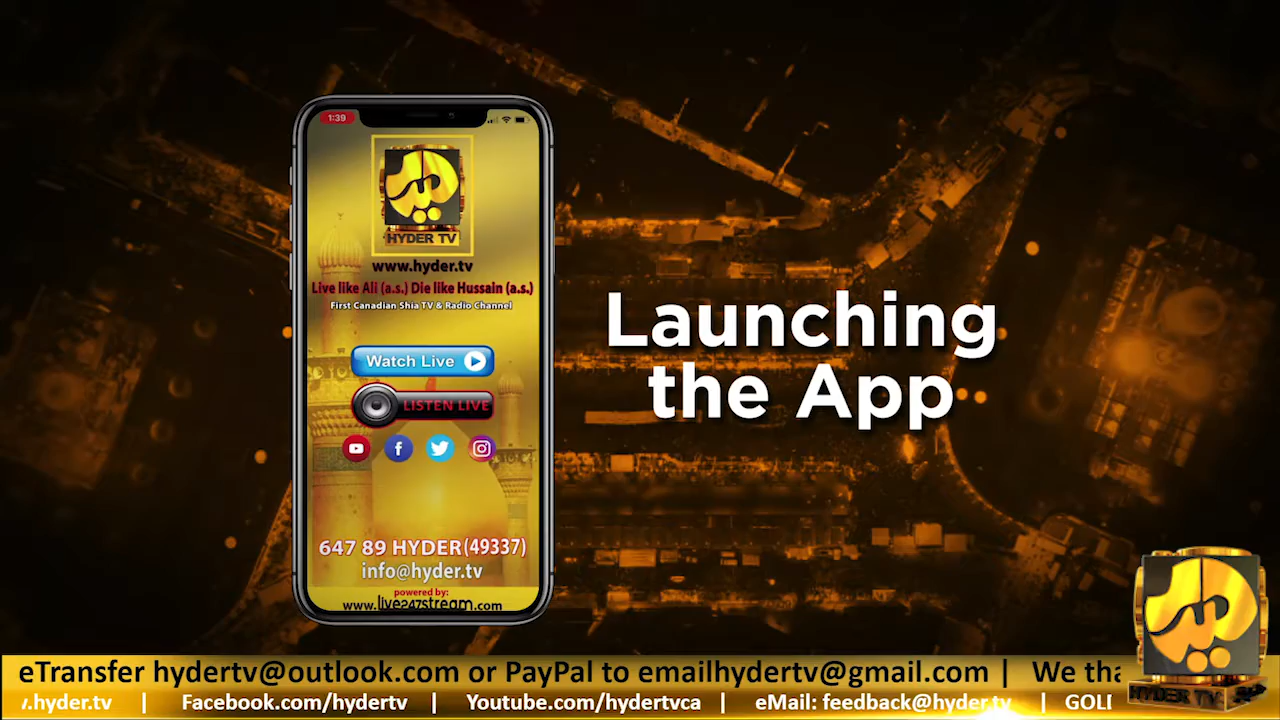 1:39
HYDER TV
www.hyder.tv
Live like Ali (a.s.) Die like Hussain (a.s.)
First Canadian Shia TV & Radio Channel
Watch Live
LISTEN LIVE
647 89 HYDER(49337)
info@hyder.tv
powered by:
www.live247stream.com
Launching
the App
HYDER TV
eTransfer hydertv@outlook.com or PayPal to emailhydertv@gmail.com | We tha
.hyder.tv | Facebook.com/hydertv | Youtube.com/hydertvca | eMail: feedback@hyder.tv | GOLD